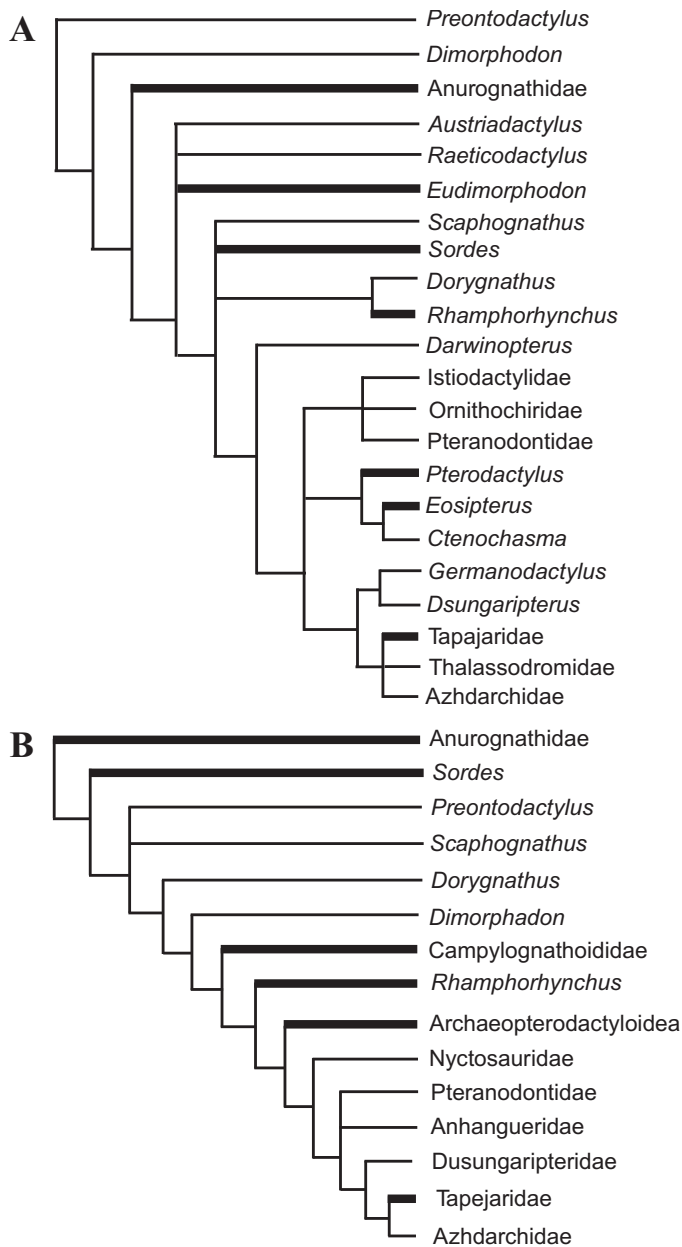 A
Preontodactylus
Dimorphodon
Anurognathidae
Austriadactylus
Raeticodactylus
Eudimorphodon
Scaphognathus
Sordes
Dorygnathus
Rhamphorhynchus
Darwinopterus
Istiodactylidae
Ornithochiridae
Pteranodontidae
Pterodactylus
Eosipterus
Ctenochasma
Germanodactylus
Dsungaripterus
Tapajaridae
Thalassodromidae
Azhdarchidae
B
Anurognathidae
Sordes
Preontodactylus
Scaphognathus
Dorygnathus
Dimorphadon
Campylognathoididae
Rhamphorhynchus
Archaeopterodactyloidea
Nyctosauridae
Pteranodontidae
Anhangueridae
Dusungaripteridae
Tapejaridae
Azhdarchidae